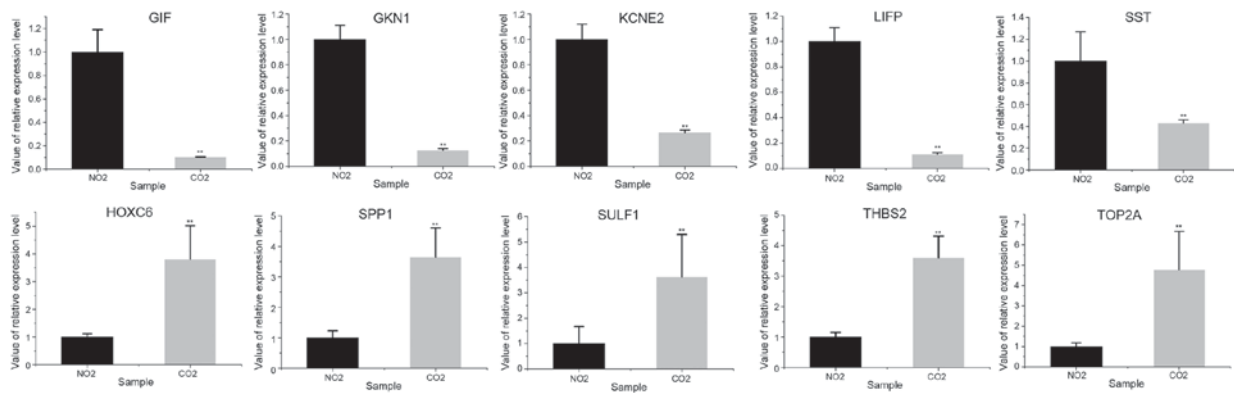 GIF
Value of relative expression level
1.2
1.0
0.8
0.6
0.4
0.2
0.0
**
NO2
CO2
Sample
GKN1
Value of relative expression level
1.2
1.0
0.8
0.6
0.4
0.2
0.0
**
NO2
CO2
Sample
KCNE2
Value of relative expression level
1.2
1.0
0.8
0.6
0.4
0.2
0.0
**
NO2
CO2
Sample
LIFP
Value of relative expression level
1.2
1.0
0.8
0.6
0.4
0.2
0.0
**
NO2
CO2
Sample
SST
Value of relative expression level
1.4
1.2
1.0
0.8
0.6
0.4
0.2
0.0
**
NO2
CO2
Sample
HOXC6
Value of relative expression level
5
4
3
2
1
0
**
NO2
CO2
Sample
SPP1
Value of relative expression level
5
4
3
2
1
0
**
NO2
CO2
Sample
SULF1
Value of relative expression level
6
5
4
3
2
1
0
**
NO2
CO2
Sample
THBS2
Value of relative expression level
5
4
3
2
1
0
**
NO2
CO2
Sample
TOP2A
Value of relative expression level
7
6
5
4
3
2
1
0
**
NO2
CO2
Sample